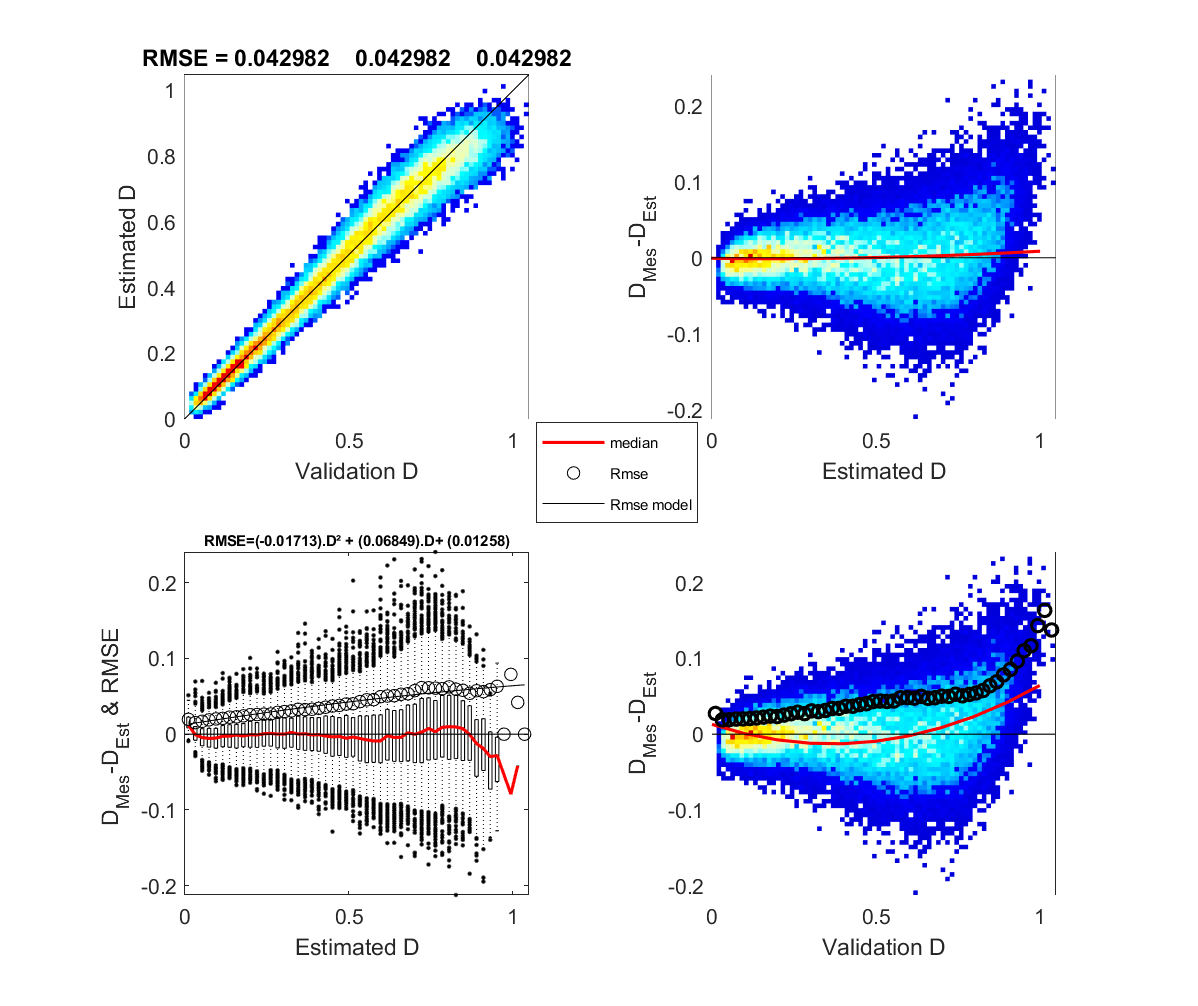 RMSE = 0.042982 0.042982 0.042982
1
0.8
0.6
0.4
0.2
0
0 0.5 1
Estimated D
Validation D
0.2
0.1
0
-0.1
-0.2
0 0.5 1
D_Mes-D_Est
Estimated D
median
Rmse
Rmse model
RMSE=(-0.01713).D² + (0.06849).D+ (0.01258)
0.2
0.1
0
-0.1
-0.2
0 0.5 1
D_Mes-D_Est & RMSE
Estimated D
0.2
0.1
0
-0.1
-0.2
0 0.5 1
D_Mes-D_Est
Validation D